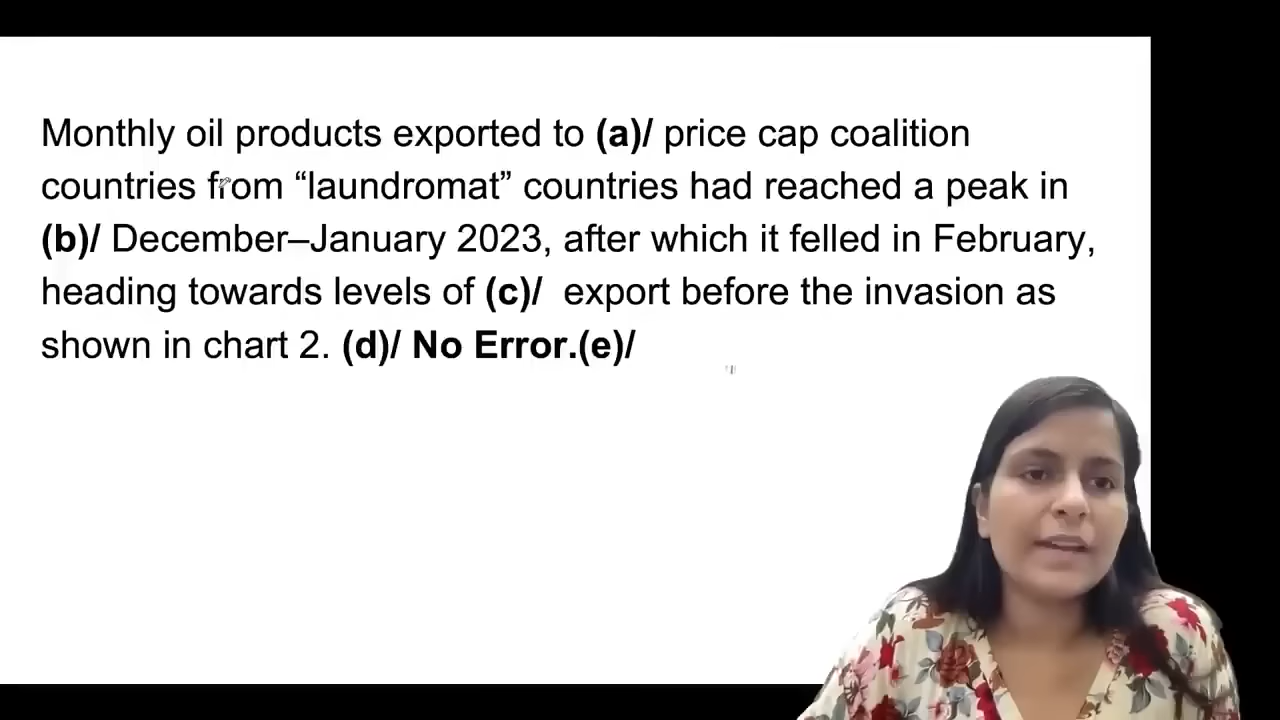 Monthly oil products exported to (a)/ price cap coalition
countries from “laundromat” countries had reached a peak in
(b)/ December–January 2023, after which it felled in February,
heading towards levels of (c)/ export before the invasion as
shown in chart 2. (d)/ No Error.(e)/